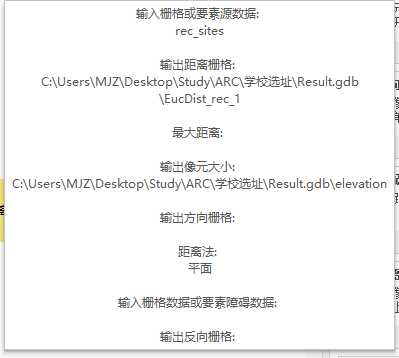 输入栅格或要素源数据:
rec_sites
输出距离栅格:
C:\Users\MJZ\Desktop\Study\ARC\学校选址\Result.gdb
\EucDist_rec_1
最大距离:
输出像元大小:
C:\Users\MJZ\Desktop\Study\ARC\学校选址\Result.gdb\elevation
输出方向栅格:
距离法:
平面
输入栅格数据或要素障碍数据:
输出反向栅格: